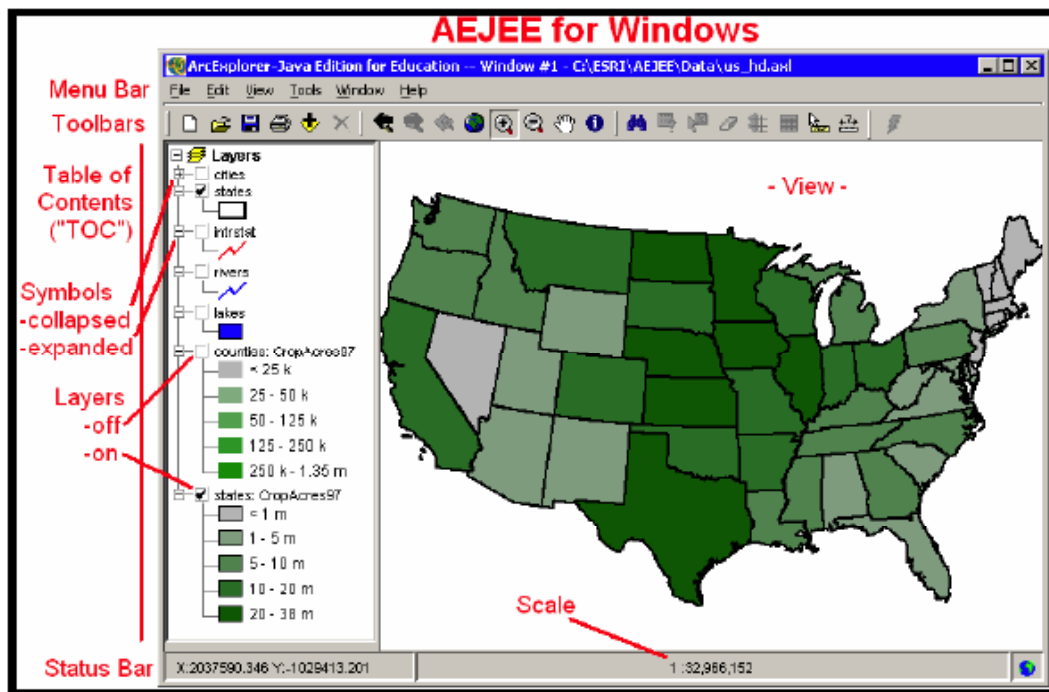 AEJEE for Windows
ArcExplorer-Java Edition for Education -- Window #1 - C:\ESRI\AEJEE\Data\us_hd.axl
Menu Bar
File Edit View Tools Window Help
Toolbars
Table of
Contents
("TOC")
Layers
cities
states
- View -
intrstat
rivers
Symbols
-collapsed
-expanded
lakes
counties: CropAcres97
< 25 k
25 - 50 k
50 - 125 k
125 - 250 k
250 k - 1.35 m
Layers
-off
-on
states: CropAcres97
< 1 m
1 - 5 m
5 - 10 m
10 - 20 m
20 - 38 m
Scale
Status Bar
X:2037590.346 Y:-1029413.201
1 :32,966,152